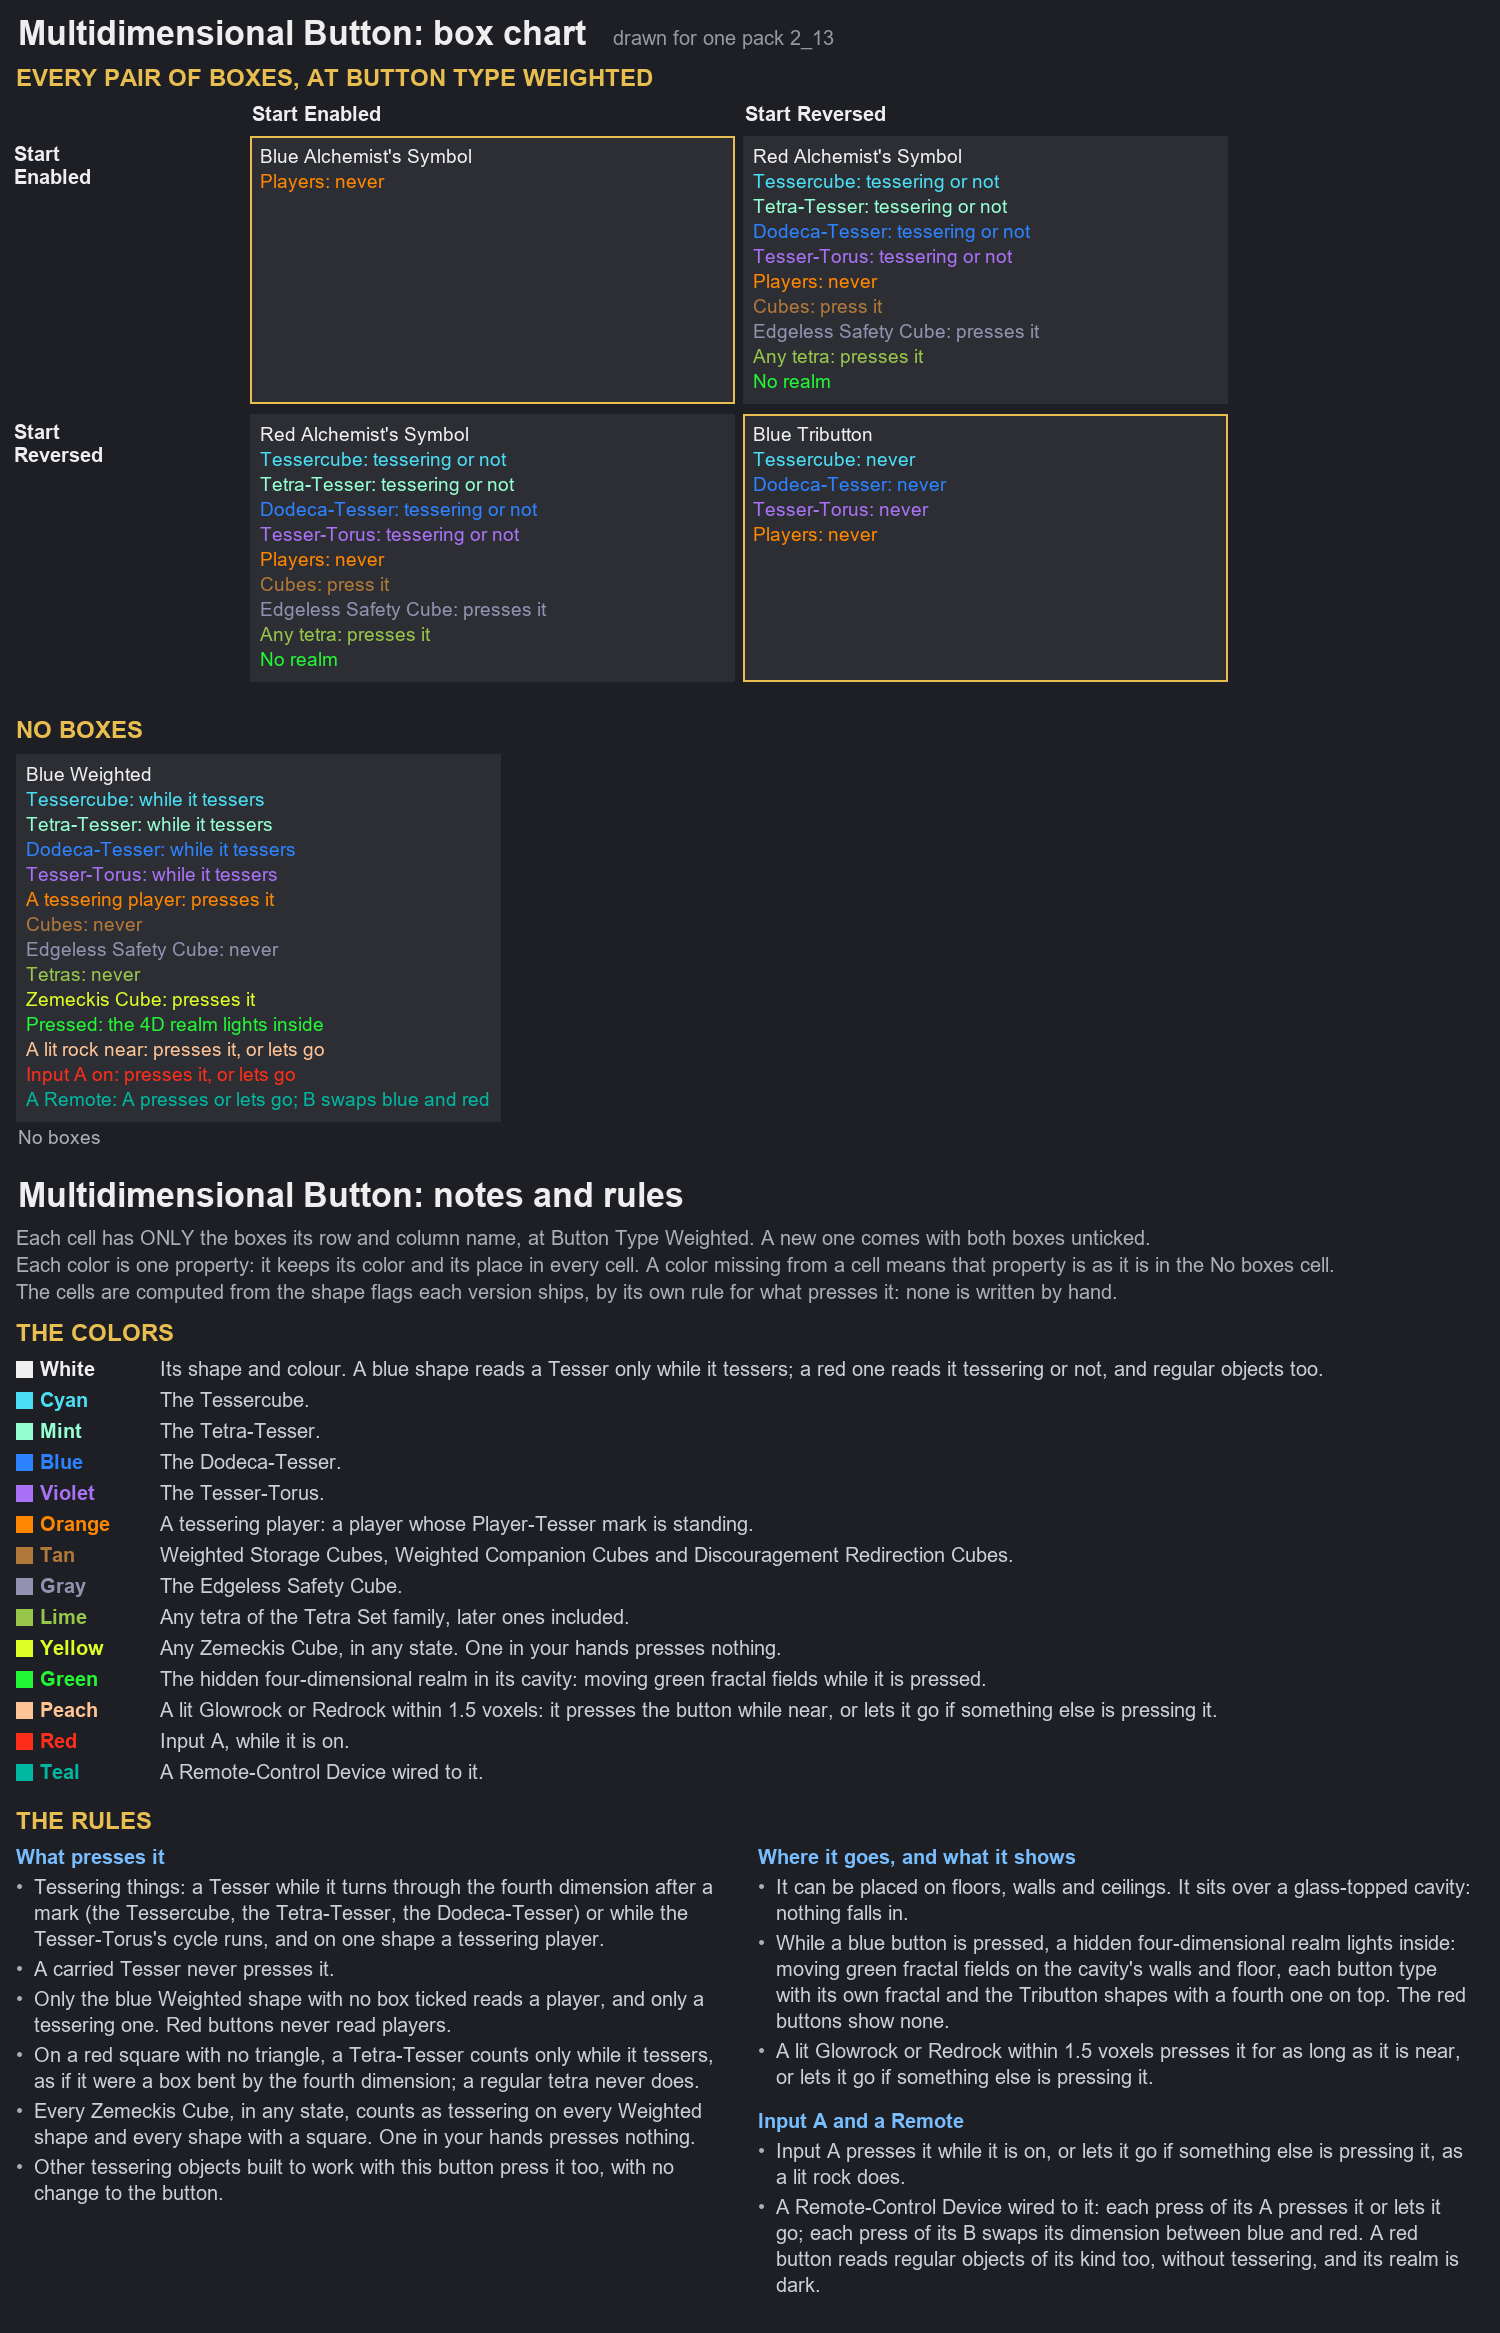 Multidimensional Button: box chart drawn for one pack 2_13
EVERY PAIR OF BOXES, AT BUTTON TYPE WEIGHTED
Start Enabled
Start Reversed
Start
Enabled
Blue Alchemist's Symbol
Players: never
Red Alchemist's Symbol
Tessercube: tessering or not
Tetra-Tesser: tessering or not
Dodeca-Tesser: tessering or not
Tesser-Torus: tessering or not
Players: never
Cubes: press it
Edgeless Safety Cube: presses it
Any tetra: presses it
No realm
Start
Reversed
Red Alchemist's Symbol
Tessercube: tessering or not
Tetra-Tesser: tessering or not
Dodeca-Tesser: tessering or not
Tesser-Torus: tessering or not
Players: never
Cubes: press it
Edgeless Safety Cube: presses it
Any tetra: presses it
No realm
Blue Tributton
Tessercube: never
Dodeca-Tesser: never
Tesser-Torus: never
Players: never
NO BOXES
Blue Weighted
Tessercube: while it tessers
Tetra-Tesser: while it tessers
Dodeca-Tesser: while it tessers
Tesser-Torus: while it tessers
A tessering player: presses it
Cubes: never
Edgeless Safety Cube: never
Tetras: never
Zemeckis Cube: presses it
Pressed: the 4D realm lights inside
A lit rock near: presses it, or lets go
Input A on: presses it, or lets go
A Remote: A presses or lets go; B swaps blue and red
No boxes
Multidimensional Button: notes and rules
Each cell has ONLY the boxes its row and column name, at Button Type Weighted. A new one comes with both boxes unticked.
Each color is one property: it keeps its color and its place in every cell. A color missing from a cell means that property is as it is in the No boxes cell.
The cells are computed from the shape flags each version ships, by its own rule for what presses it: none is written by hand.
THE COLORS
White Its shape and colour. A blue shape reads a Tesser only while it tessers; a red one reads it tessering or not, and regular objects too.
Cyan The Tessercube.
Mint The Tetra-Tesser.
Blue The Dodeca-Tesser.
Violet The Tesser-Torus.
Orange A tessering player: a player whose Player-Tesser mark is standing.
Tan Weighted Storage Cubes, Weighted Companion Cubes and Discouragement Redirection Cubes.
Gray The Edgeless Safety Cube.
Lime Any tetra of the Tetra Set family, later ones included.
Yellow Any Zemeckis Cube, in any state. One in your hands presses nothing.
Green The hidden four-dimensional realm in its cavity: moving green fractal fields while it is pressed.
Peach A lit Glowrock or Redrock within 1.5 voxels: it presses the button while near, or lets it go if something else is pressing it.
Red Input A, while it is on.
Teal A Remote-Control Device wired to it.
THE RULES
What presses it
• Tessering things: a Tesser while it turns through the fourth dimension after a
mark (the Tessercube, the Tetra-Tesser, the Dodeca-Tesser) or while the
Tesser-Torus's cycle runs, and on one shape a tessering player.
• A carried Tesser never presses it.
• Only the blue Weighted shape with no box ticked reads a player, and only a
tessering one. Red buttons never read players.
• On a red square with no triangle, a Tetra-Tesser counts only while it tessers,
as if it were a box bent by the fourth dimension; a regular tetra never does.
• Every Zemeckis Cube, in any state, counts as tessering on every Weighted
shape and every shape with a square. One in your hands presses nothing.
• Other tessering objects built to work with this button press it too, with no
change to the button.
Where it goes, and what it shows
• It can be placed on floors, walls and ceilings. It sits over a glass-topped cavity:
nothing falls in.
• While a blue button is pressed, a hidden four-dimensional realm lights inside:
moving green fractal fields on the cavity's walls and floor, each button type
with its own fractal and the Tributton shapes with a fourth one on top. The red
buttons show none.
• A lit Glowrock or Redrock within 1.5 voxels presses it for as long as it is near,
or lets it go if something else is pressing it.
Input A and a Remote
• Input A presses it while it is on, or lets it go if something else is pressing it, as
a lit rock does.
• A Remote-Control Device wired to it: each press of its A presses it or lets it
go; each press of its B swaps its dimension between blue and red. A red
button reads regular objects of its kind too, without tessering, and its realm is
dark.